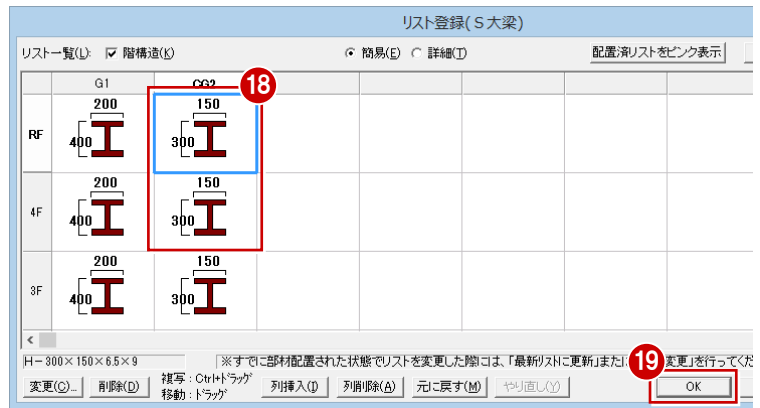 リスト登録(S大梁)
リスト一覧(L): 階構造(K) 簡易(E) 詳細(T) 配置済リストをピンク表示
G1 CG2 18
RF 200 400 150 300
4F 200 400 150 300
3F 200 400 150 300
H－300×150×6.5×9 ※すでに部材配置された状態でリストを変更した際には、「最新リストに更新」また 19 変更」を行ってくだ
変更(C)... 削除(D) 複写：Ctrl+ドラッグ 列挿入(I) 列削除(A) 元に戻す(M) やり直し(Y) OK
移動：ドラッグ